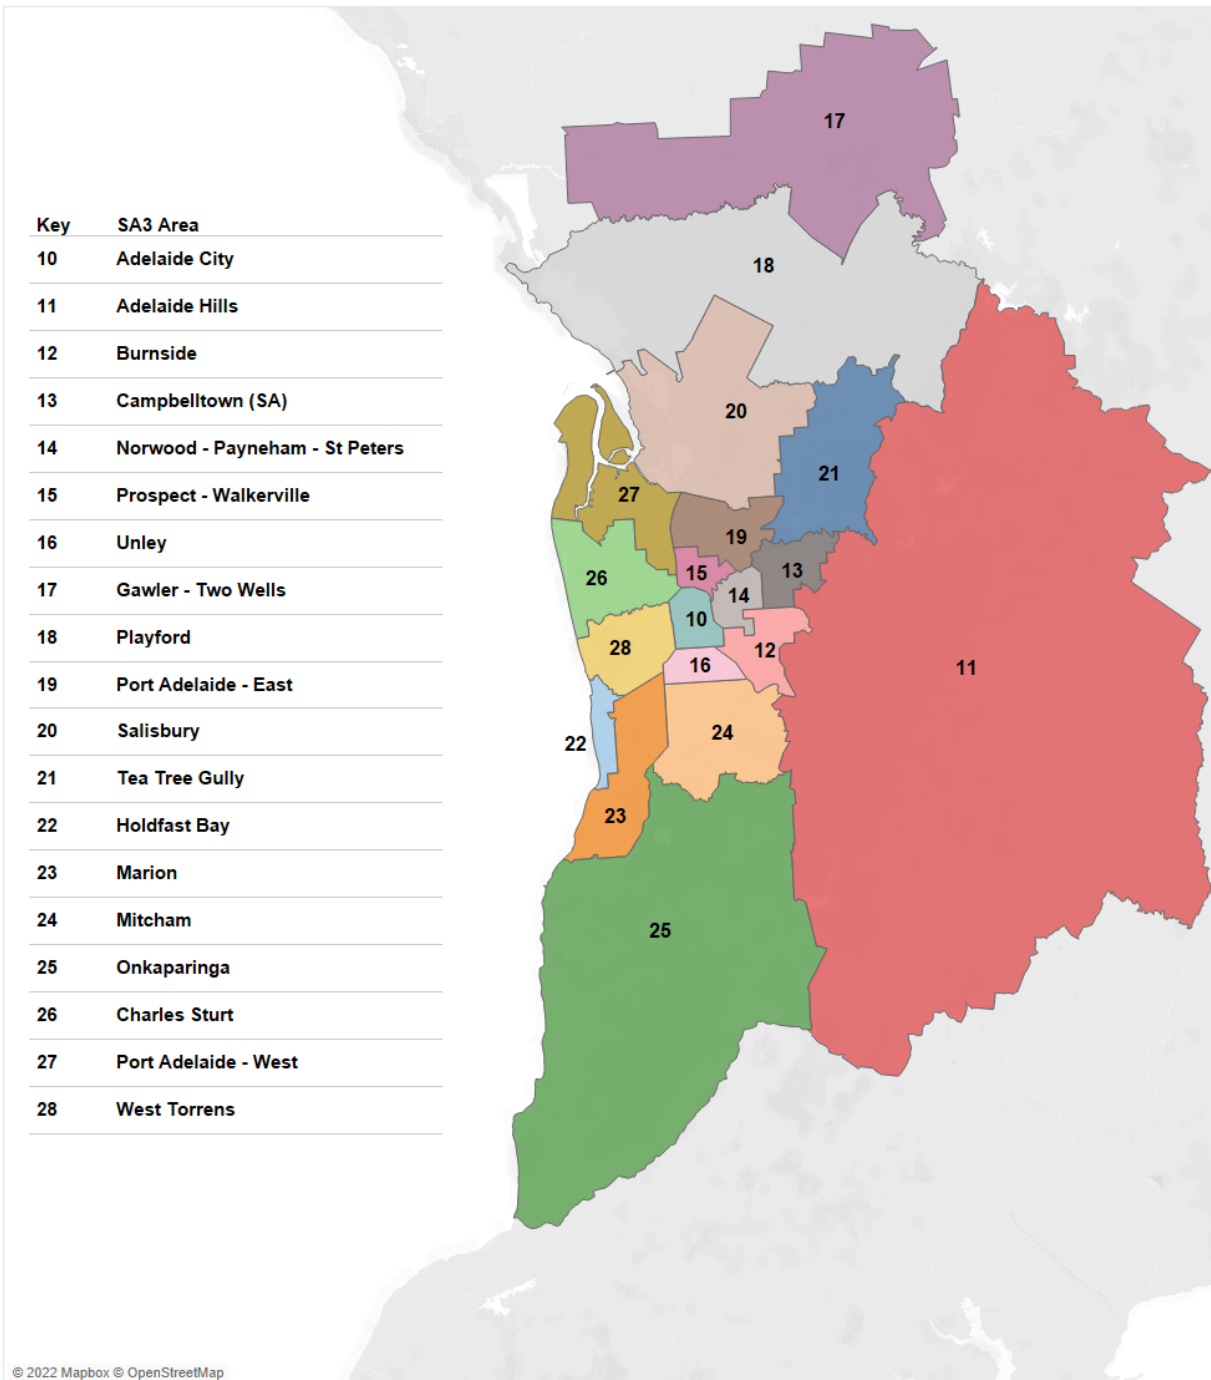 Key SA3 Area
10 Adelaide City
11 Adelaide Hills
12 Burnside
13 Campbelltown (SA)
14 Norwood - Payneham - St Peters
15 Prospect - Walkerville
16 Unley
17 Gawler - Two Wells
18 Playford
19 Port Adelaide - East
20 Salisbury
21 Tea Tree Gully
22 Holdfast Bay
23 Marion
24 Mitcham
25 Onkaparinga
26 Charles Sturt
27 Port Adelaide - West
28 West Torrens
17
18
20
21
27
19
15
13
26
14
10
28
12
16
11
24
22
23
25
© 2022 Mapbox © OpenStreetMap